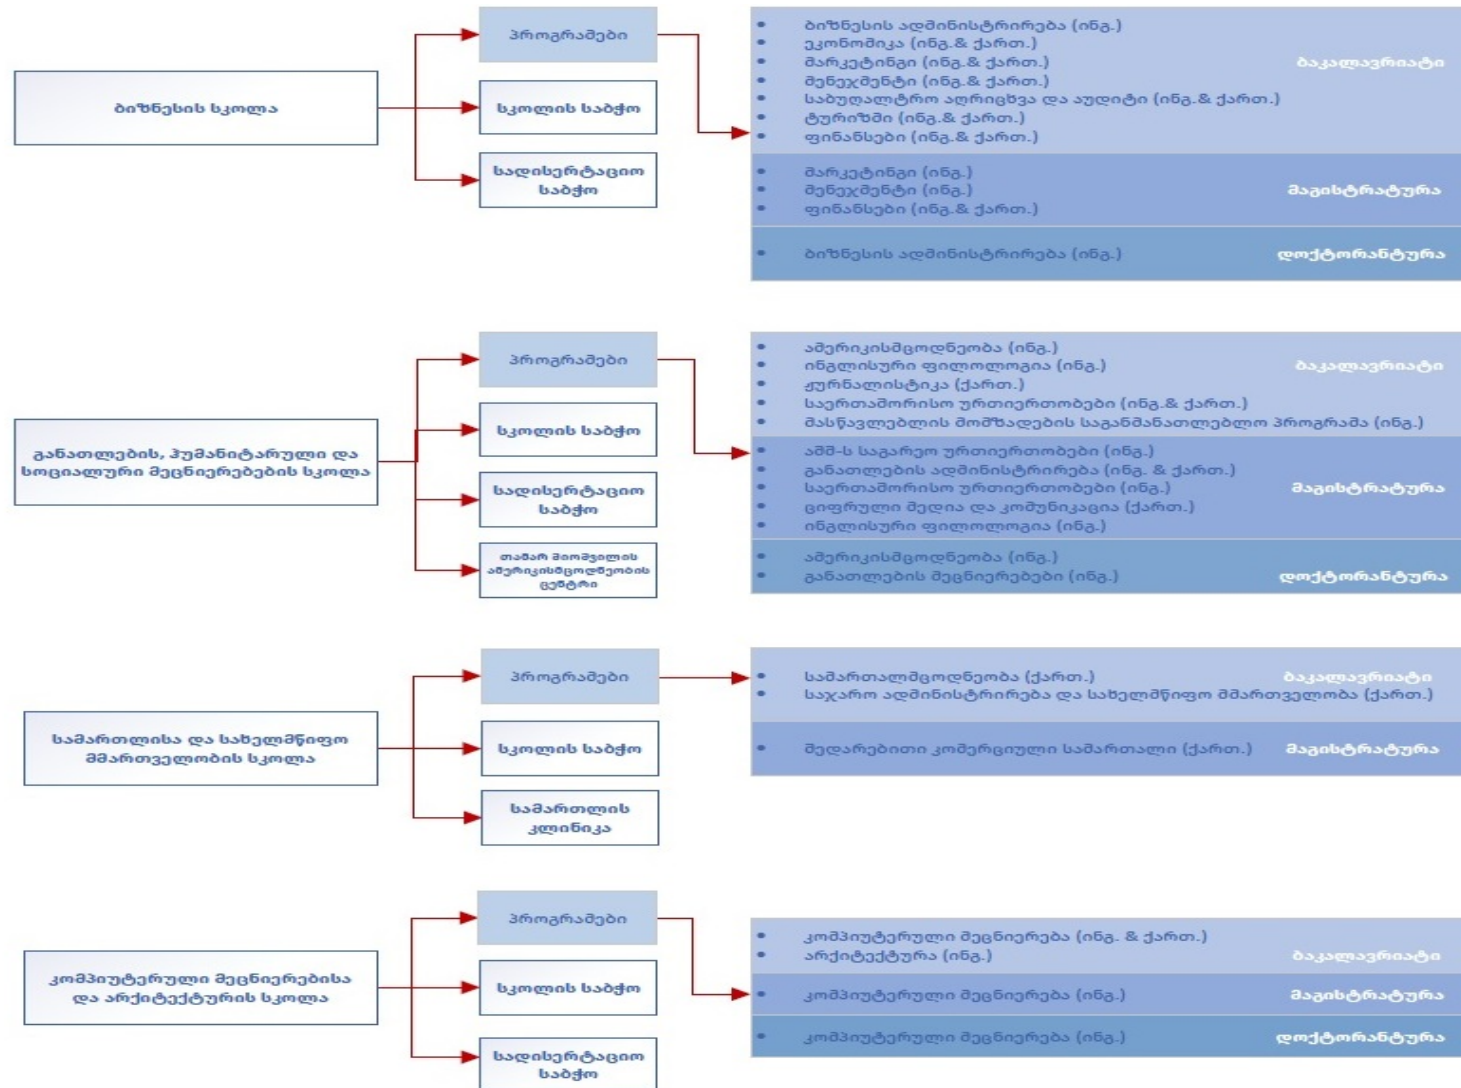 ბიზნესის სკოლა
პროგრამები
სკოლის საბჭო
სადისერტაციო
საბჭო
ბიზნესის ადმინისტრირება (ინგ.)
ეკონომიკა (ინგ.& ქართ.)
მარკეტინგი (ინგ.& ქართ.)
მენეჯმენტი (ინგ.& ქართ.)
საბუღალტრო აღრიცხვა და აუდიტი (ინგ.& ქართ.)
ტურიზმი (ინგ.& ქართ.)
ფინანსები (ინგ.& ქართ.)
ბაკალავრიატი
მარკეტინგი (ინგ.)
მენეჯმენტი (ინგ.)
ფინანსები (ინგ.& ქართ.)
მაგისტრატურა
ბიზნესის ადმინისტრირება (ინგ.)
დოქტორანტურა
განათლების, ჰუმანიტარული და
სოციალური მეცნიერებების სკოლა
პროგრამები
სკოლის საბჭო
სადისერტაციო
საბჭო
თამარ შიოშვილის
ამერიკისმცოდნეობის
ცენტრი
ამერიკისმცოდნეობა (ინგ.)
ინგლისური ფილოლოგია (ინგ.)
ჟურნალისტიკა (ქართ.)
საერთაშორისო ურთიერთობები (ინგ.& ქართ.)
მასწავლებლის მომზადების საგანმანათლებლო პროგრამა (ინგ.)
ბაკალავრიატი
აშშ-ს საგარეო ურთიერთობები (ინგ.)
განათლების ადმინისტრირება (ინგ. & ქართ.)
საერთაშორისო ურთიერთობები (ინგ.)
ციფრული მედია და კომუნიკაცია (ქართ.)
ინგლისური ფილოლოგია (ინგ.)
მაგისტრატურა
ამერიკისმცოდნეობა (ინგ.)
განათლების მეცნიერებები (ინგ.)
დოქტორანტურა
სამართლისა და სახელმწიფო
მმართველობის სკოლა
პროგრამები
სკოლის საბჭო
სამართლის
კლინიკა
სამართალმცოდნეობა (ქართ.)
საჯარო ადმინისტრირება და სახელმწიფო მმართველობა (ქართ.)
ბაკალავრიატი
შედარებითი კომერციული სამართალი (ქართ.)
მაგისტრატურა
კომპიუტერული მეცნიერებისა
და არქიტექტურის სკოლა
პროგრამები
სკოლის საბჭო
სადისერტაციო
საბჭო
კომპიუტერული მეცნიერება (ინგ. & ქართ.)
არქიტექტურა (ინგ.)
ბაკალავრიატი
კომპიუტერული მეცნიერება (ინგ.)
მაგისტრატურა
კომპიუტერული მეცნიერება (ინგ.)
დოქტორანტურა